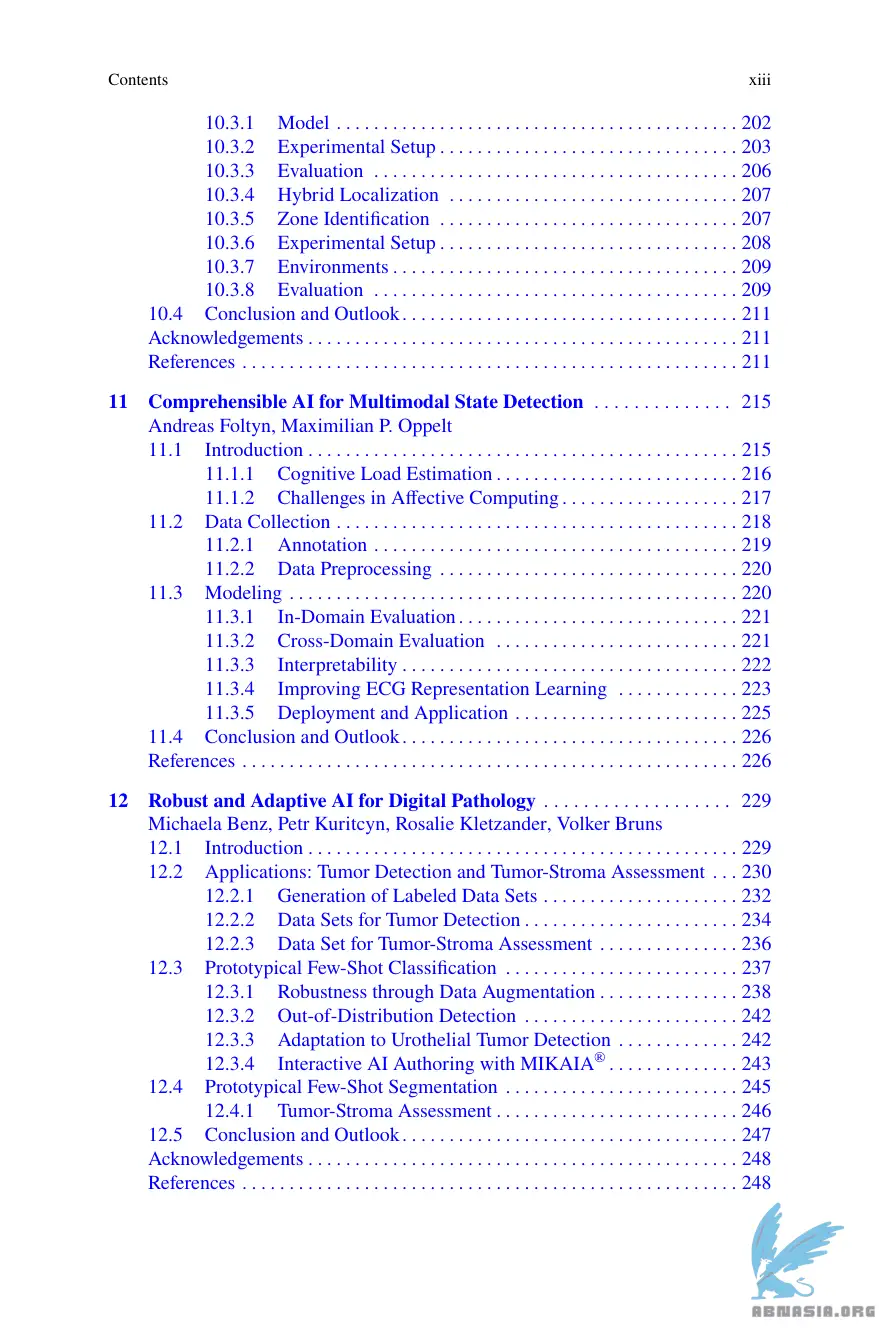 Contents xiii
10.3.1 Model . . . . . . . . . . . . . . . . . . . . . . . . . . . . . . . . . . . . . . . . . . . 202
10.3.2 Experimental Setup . . . . . . . . . . . . . . . . . . . . . . . . . . . . . . . . 203
10.3.3 Evaluation . . . . . . . . . . . . . . . . . . . . . . . . . . . . . . . . . . . . . . . 206
10.3.4 Hybrid Localization . . . . . . . . . . . . . . . . . . . . . . . . . . . . . . . 207
10.3.5 Zone Identification . . . . . . . . . . . . . . . . . . . . . . . . . . . . . . . . 207
10.3.6 Experimental Setup . . . . . . . . . . . . . . . . . . . . . . . . . . . . . . . . 208
10.3.7 Environments . . . . . . . . . . . . . . . . . . . . . . . . . . . . . . . . . . . . . 209
10.3.8 Evaluation . . . . . . . . . . . . . . . . . . . . . . . . . . . . . . . . . . . . . . . 209
10.4 Conclusion and Outlook . . . . . . . . . . . . . . . . . . . . . . . . . . . . . . . . . . . . 211
Acknowledgements . . . . . . . . . . . . . . . . . . . . . . . . . . . . . . . . . . . . . . . . . . . . . . 211
References . . . . . . . . . . . . . . . . . . . . . . . . . . . . . . . . . . . . . . . . . . . . . . . . . . . . . 211
11 Comprehensible AI for Multimodal State Detection . . . . . . . . . . . . . . 215
Andreas Foltyn, Maximilian P. Oppelt
11.1 Introduction . . . . . . . . . . . . . . . . . . . . . . . . . . . . . . . . . . . . . . . . . . . . . . 215
11.1.1 Cognitive Load Estimation . . . . . . . . . . . . . . . . . . . . . . . . . . 216
11.1.2 Challenges in Affective Computing . . . . . . . . . . . . . . . . . . . 217
11.2 Data Collection . . . . . . . . . . . . . . . . . . . . . . . . . . . . . . . . . . . . . . . . . . . 218
11.2.1 Annotation . . . . . . . . . . . . . . . . . . . . . . . . . . . . . . . . . . . . . . . 219
11.2.2 Data Preprocessing . . . . . . . . . . . . . . . . . . . . . . . . . . . . . . . . 220
11.3 Modeling . . . . . . . . . . . . . . . . . . . . . . . . . . . . . . . . . . . . . . . . . . . . . . . . 220
11.3.1 In-Domain Evaluation . . . . . . . . . . . . . . . . . . . . . . . . . . . . . . 221
11.3.2 Cross-Domain Evaluation . . . . . . . . . . . . . . . . . . . . . . . . . . 221
11.3.3 Interpretability . . . . . . . . . . . . . . . . . . . . . . . . . . . . . . . . . . . . 222
11.3.4 Improving ECG Representation Learning . . . . . . . . . . . . . 223
11.3.5 Deployment and Application . . . . . . . . . . . . . . . . . . . . . . . . 225
11.4 Conclusion and Outlook . . . . . . . . . . . . . . . . . . . . . . . . . . . . . . . . . . . . 226
References . . . . . . . . . . . . . . . . . . . . . . . . . . . . . . . . . . . . . . . . . . . . . . . . . . . . . 226
12 Robust and Adaptive AI for Digital Pathology . . . . . . . . . . . . . . . . . . . 229
Michaela Benz, Petr Kuritcyn, Rosalie Kletzander, Volker Bruns
12.1 Introduction . . . . . . . . . . . . . . . . . . . . . . . . . . . . . . . . . . . . . . . . . . . . . . 229
12.2 Applications: Tumor Detection and Tumor-Stroma Assessment . . . 230
12.2.1 Generation of Labeled Data Sets . . . . . . . . . . . . . . . . . . . . . 232
12.2.2 Data Sets for Tumor Detection . . . . . . . . . . . . . . . . . . . . . . . 234
12.2.3 Data Set for Tumor-Stroma Assessment . . . . . . . . . . . . . . . 236
12.3 Prototypical Few-Shot Classification . . . . . . . . . . . . . . . . . . . . . . . . . 237
12.3.1 Robustness through Data Augmentation . . . . . . . . . . . . . . . 238
12.3.2 Out-of-Distribution Detection . . . . . . . . . . . . . . . . . . . . . . . 242
12.3.3 Adaptation to Urothelial Tumor Detection . . . . . . . . . . . . . 242
12.3.4 Interactive AI Authoring with MIKAIA® . . . . . . . . . . . . . . 243
12.4 Prototypical Few-Shot Segmentation . . . . . . . . . . . . . . . . . . . . . . . . . 245
12.4.1 Tumor-Stroma Assessment . . . . . . . . . . . . . . . . . . . . . . . . . . 246
12.5 Conclusion and Outlook . . . . . . . . . . . . . . . . . . . . . . . . . . . . . . . . . . . . 247
Acknowledgements . . . . . . . . . . . . . . . . . . . . . . . . . . . . . . . . . . . . . . . . . . . . . . 248
References . . . . . . . . . . . . . . . . . . . . . . . . . . . . . . . . . . . . . . . . . . . . . . . . . . . . . 248
ABNASIA.ORG